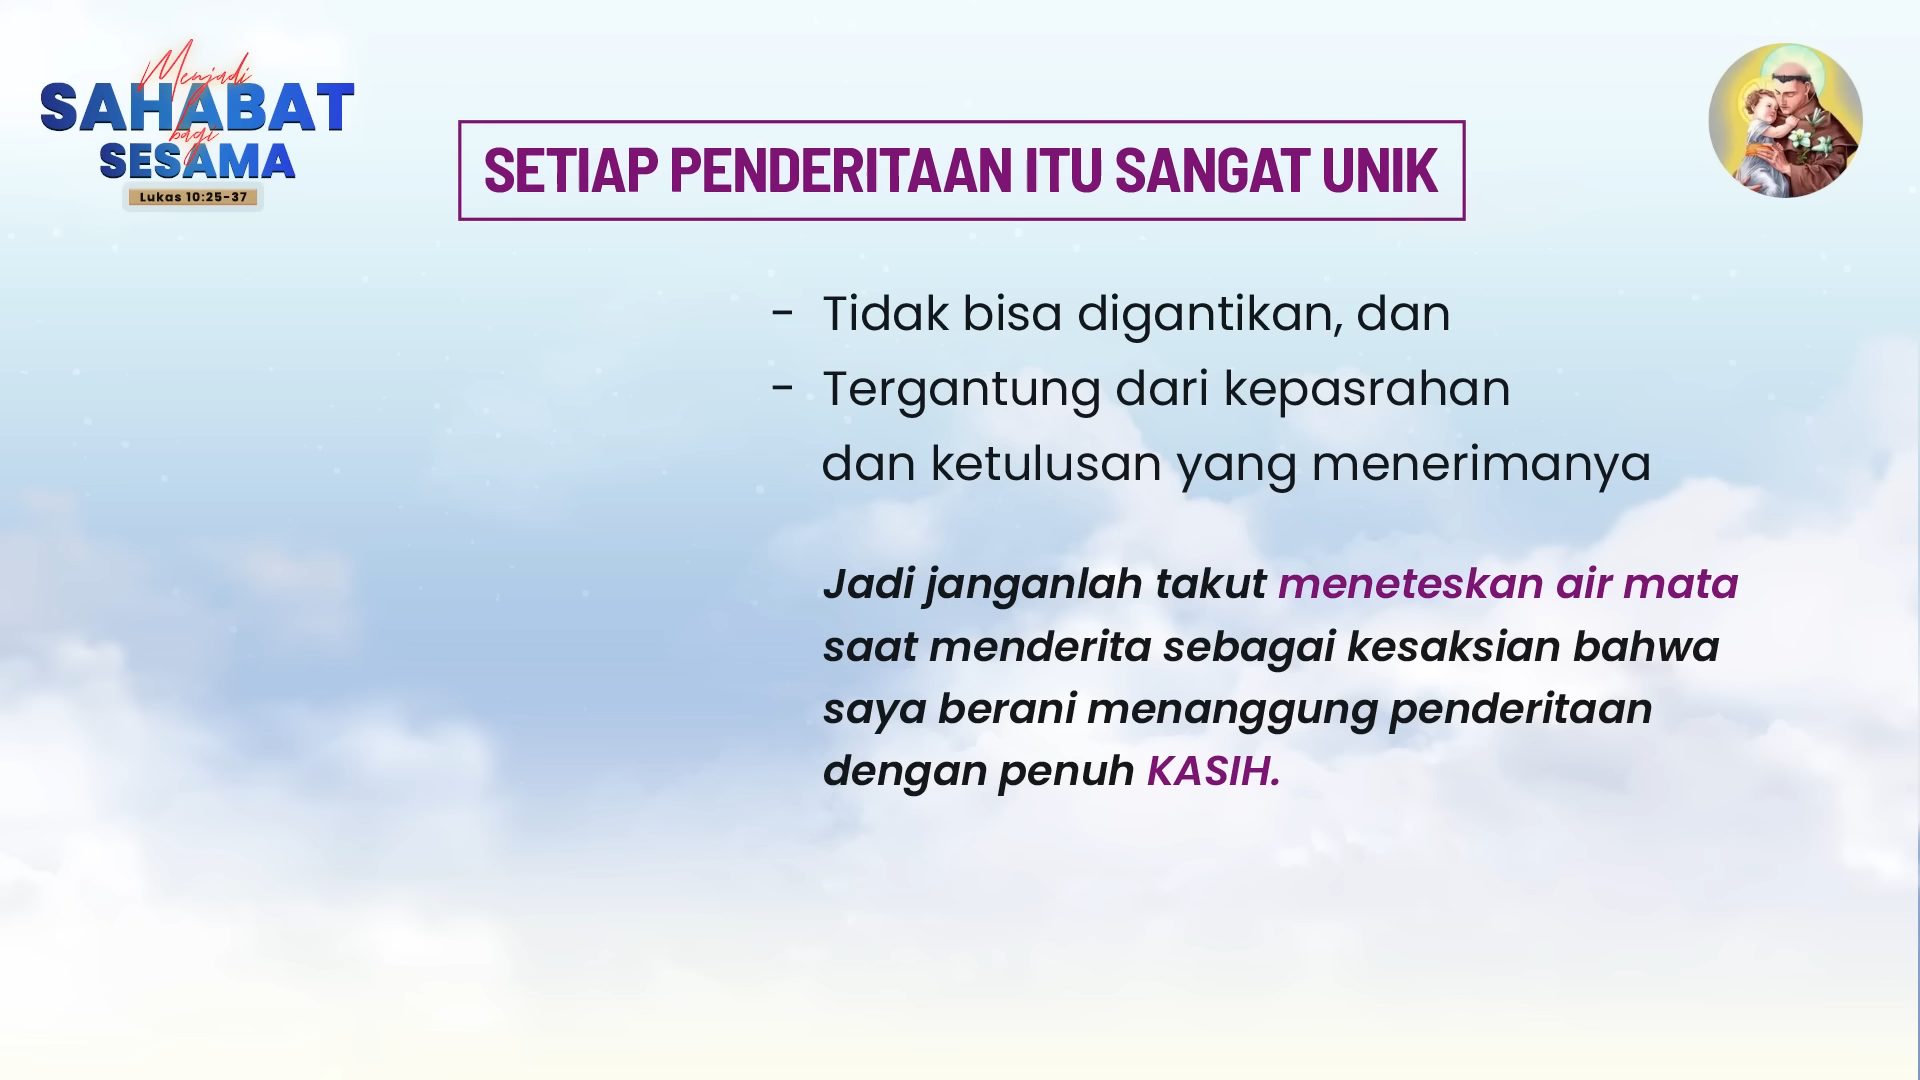 Menjadi
SAHABAT
bagi
SESAMA
Lukas 10:25-37
SETIAP PENDERITAAN ITU SANGAT UNIK
- Tidak bisa digantikan, dan
- Tergantung dari kepasrahan
dan ketulusan yang menerimanya
Jadi janganlah takut meneteskan air mata
saat menderita sebagai kesaksian bahwa
saya berani menanggung penderitaan
dengan penuh KASIH.